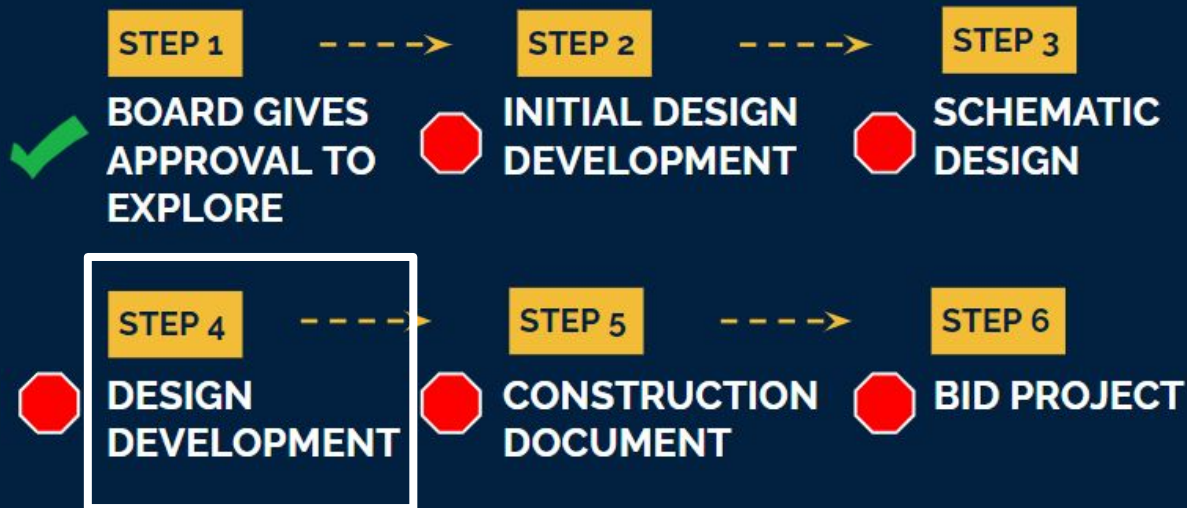 STEP 1
BOARD GIVES
APPROVAL TO
EXPLORE
STEP 2
INITIAL DESIGN
DEVELOPMENT
STEP 3
SCHEMATIC
DESIGN
STEP 4
DESIGN
DEVELOPMENT
STEP 5
CONSTRUCTION
DOCUMENT
STEP 6
BID PROJECT